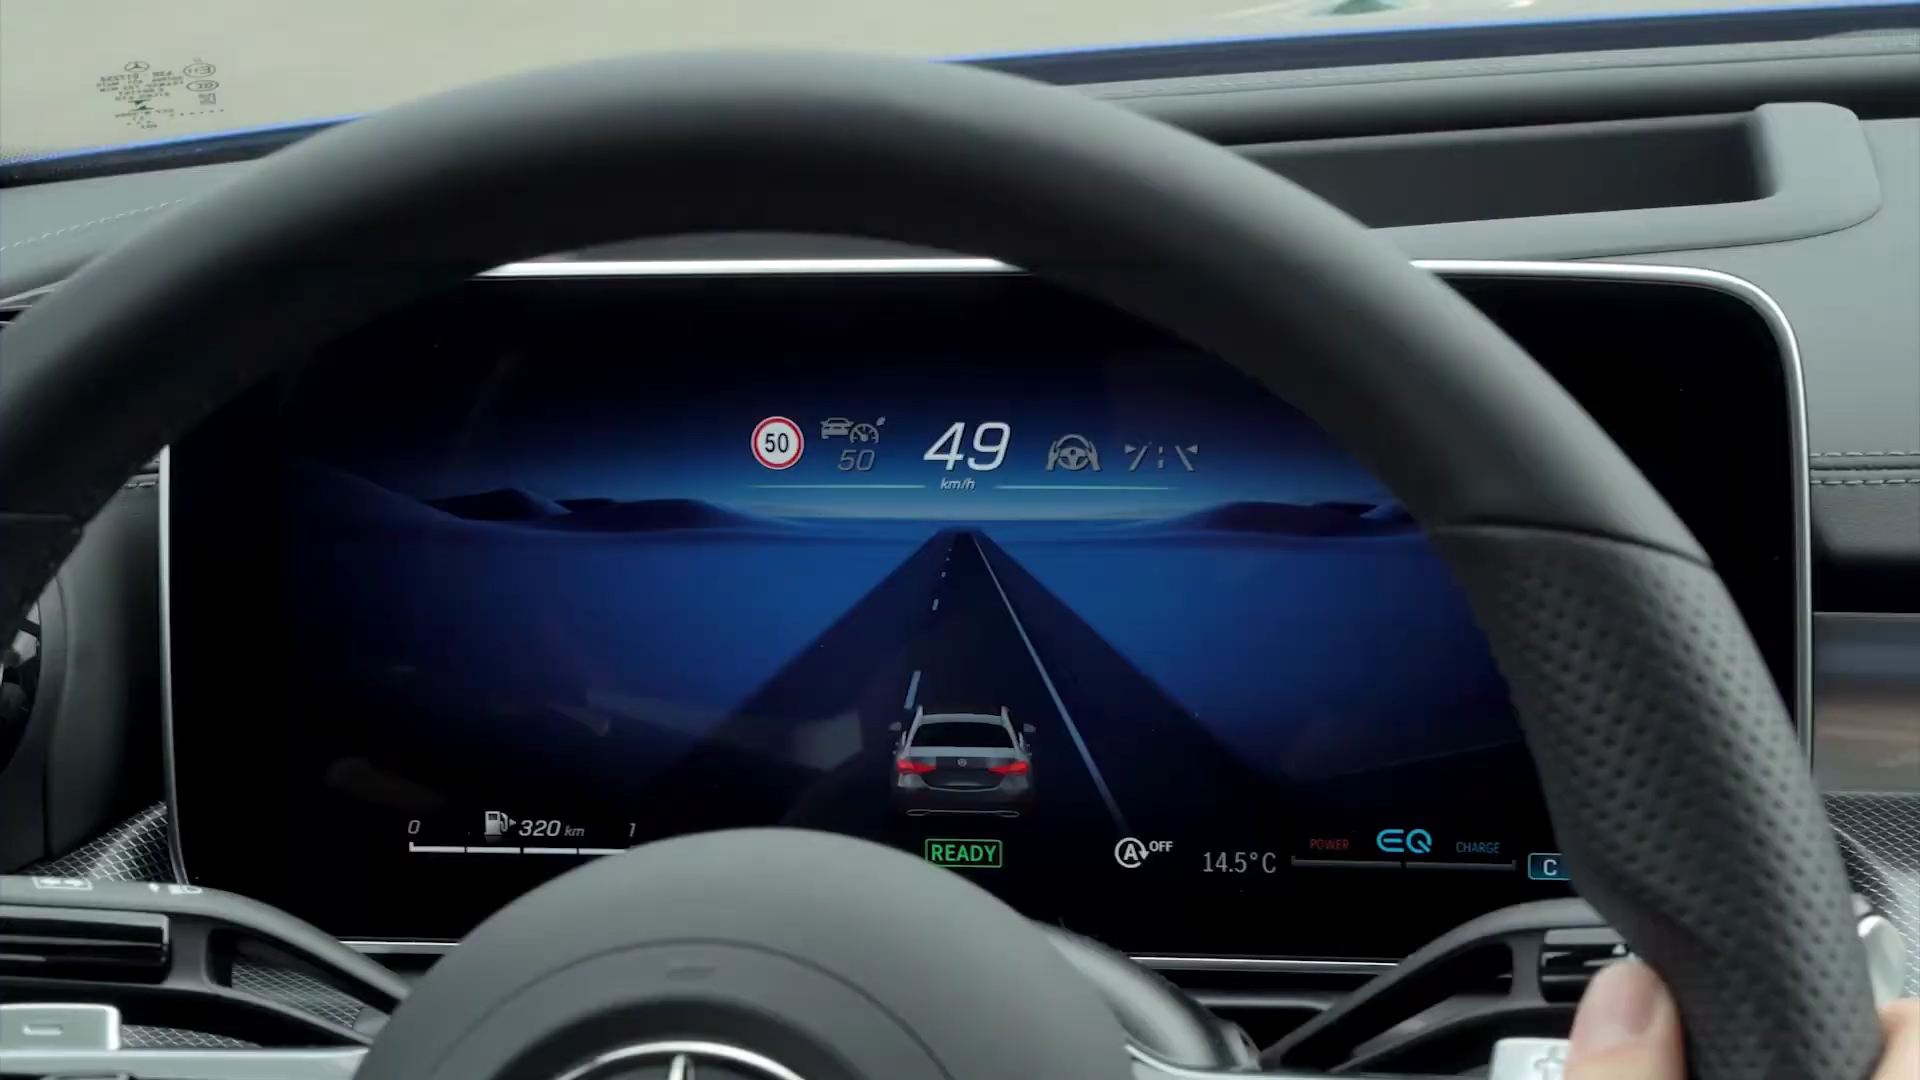 50
50
49
km/h
0
320 km
1
READY
A OFF
14.5°C
POWER
EQ
CHARGE
C